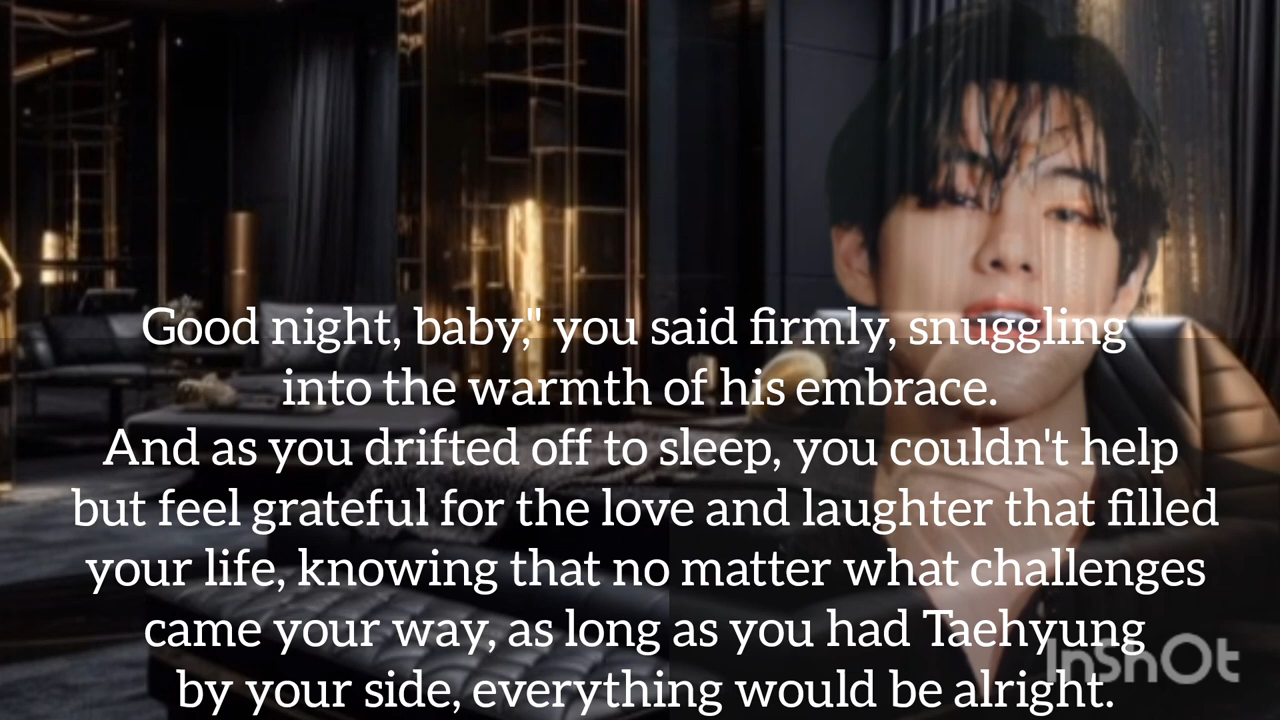 Good night, baby," you said firmly, snuggling
into the warmth of his embrace.
And as you drifted off to sleep, you couldn't help
but feel grateful for the love and laughter that filled
your life, knowing that no matter what challenges
came your way, as long as you had Taehyung
by your side, everything would be alright.
InShOt